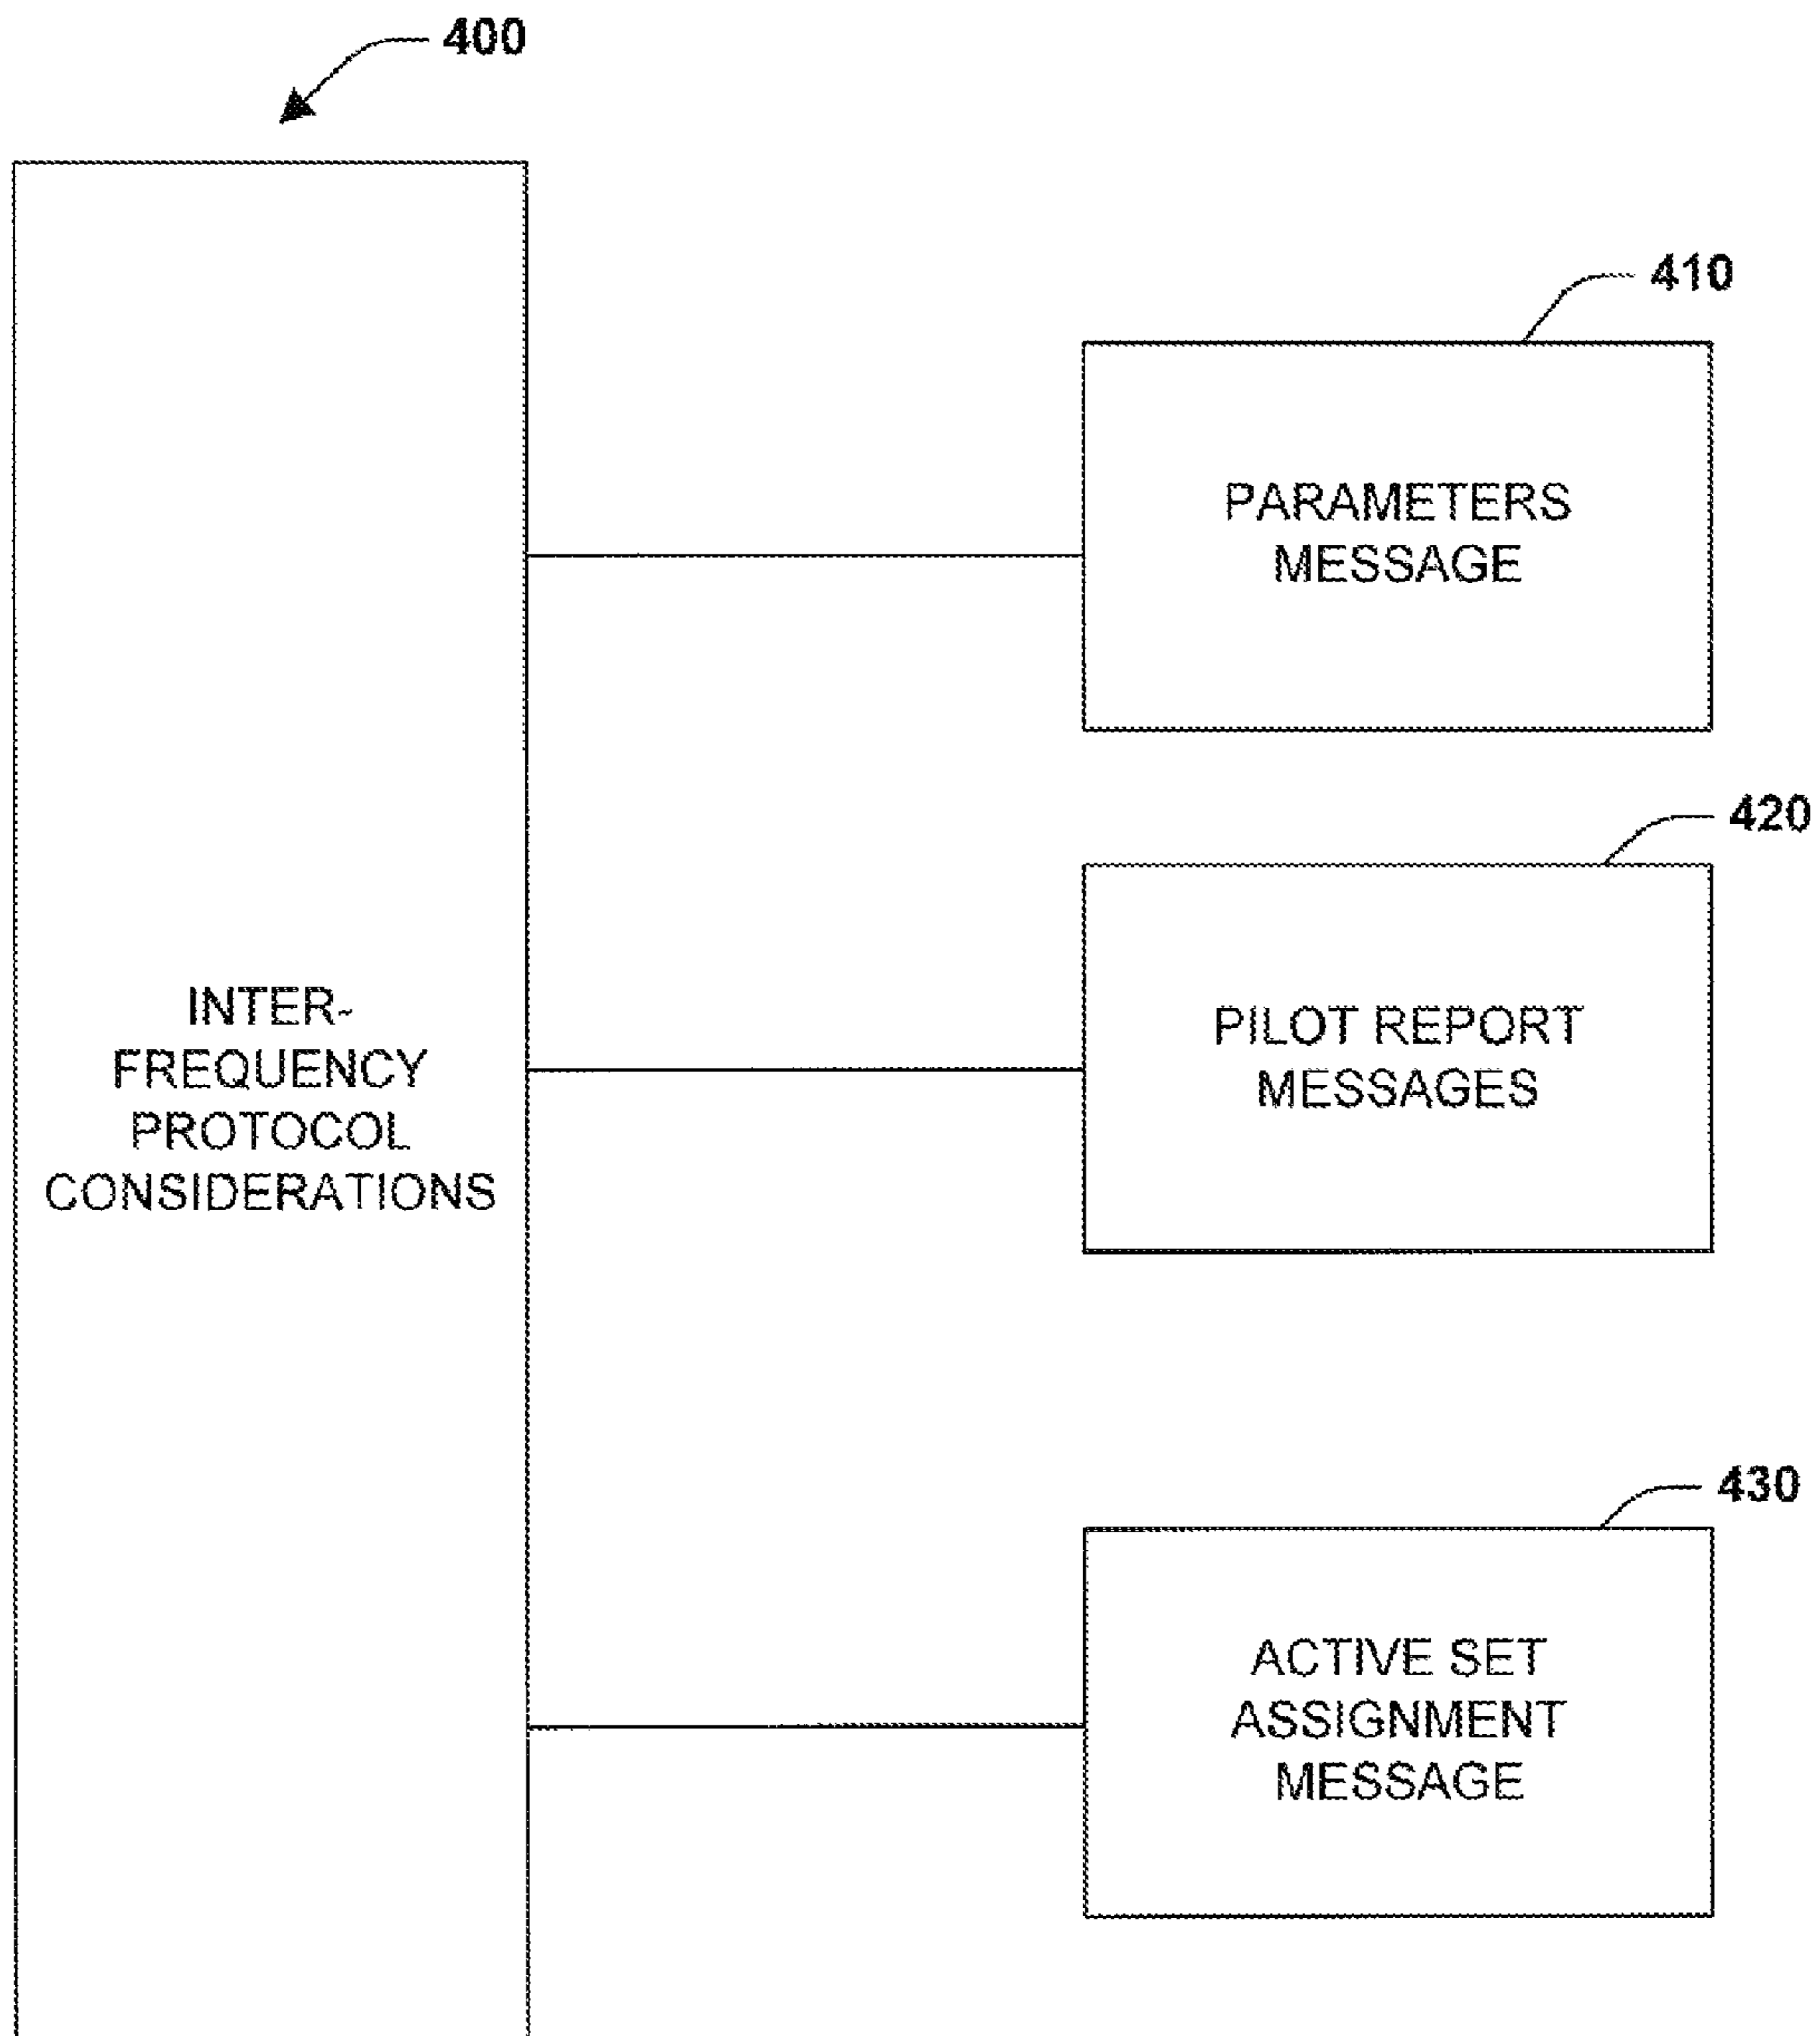 400
410
PARAMETERS
MESSAGE
420
INTER-
FREQUENCY
PROTOCOL
CONSIDERATIONS
PILOT REPORT
MESSAGES
430
ACTIVE SET
ASSIGNMENT
MESSAGE